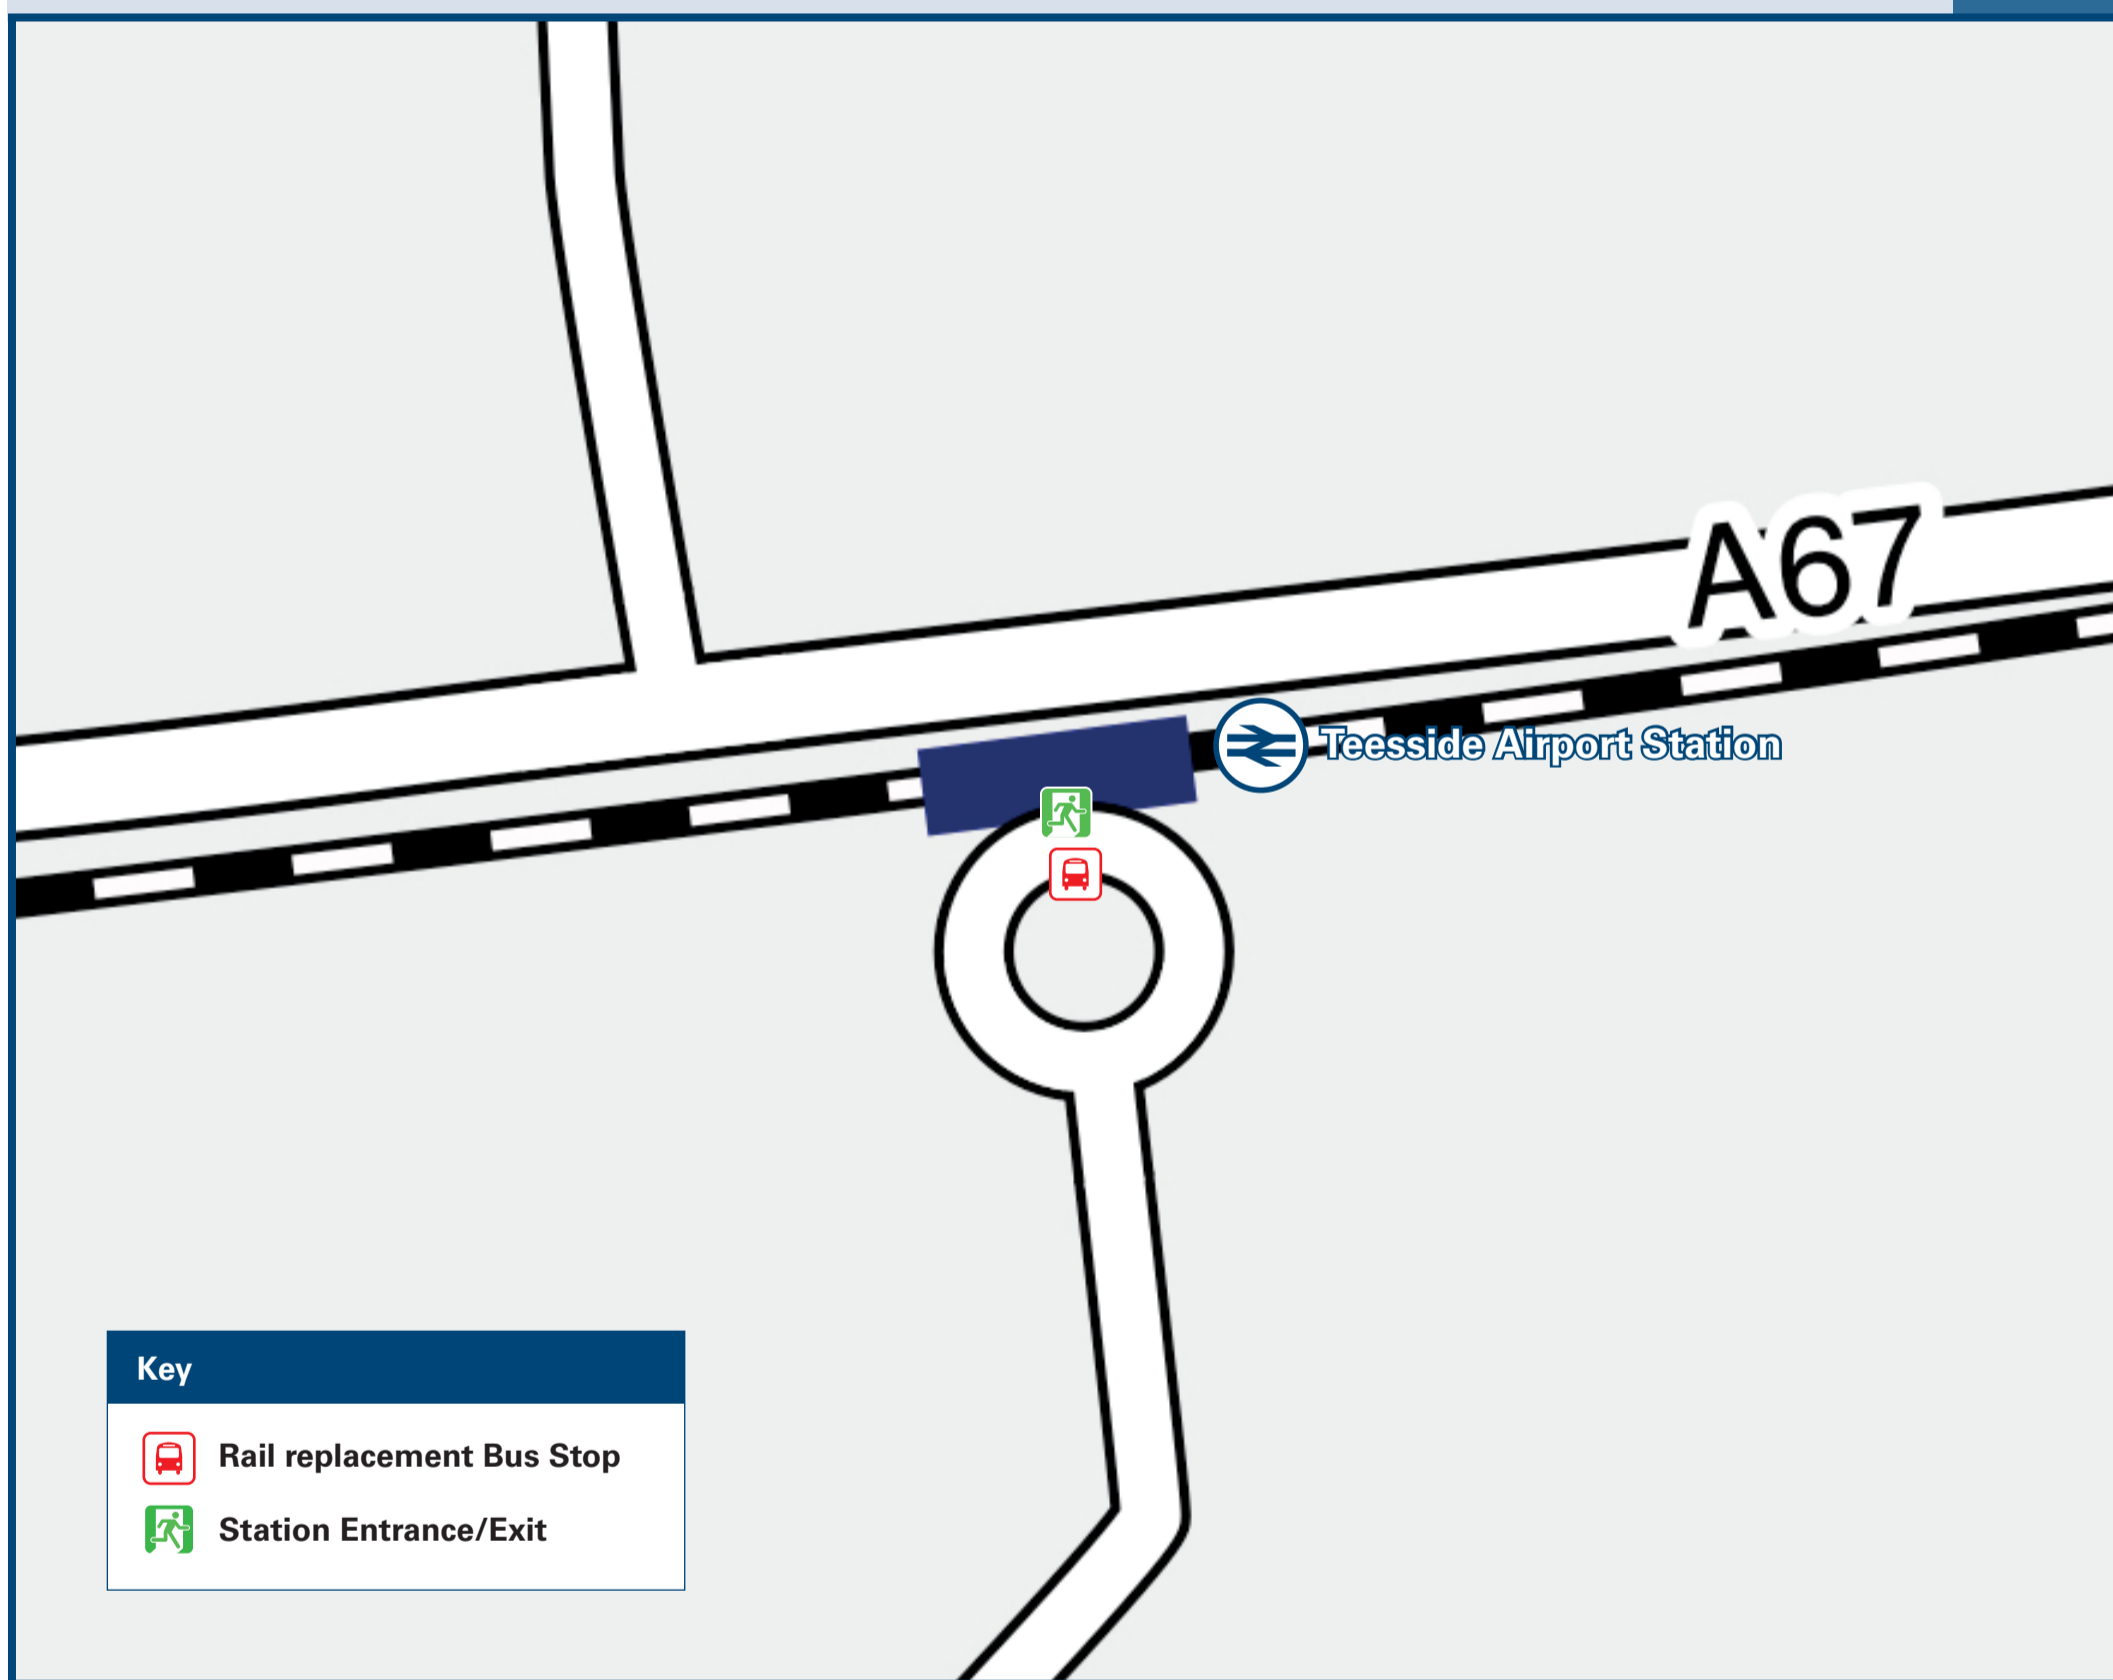 A67
Teesside Airport Station
Key
Rail replacement Bus Stop
Station Entrance/Exit